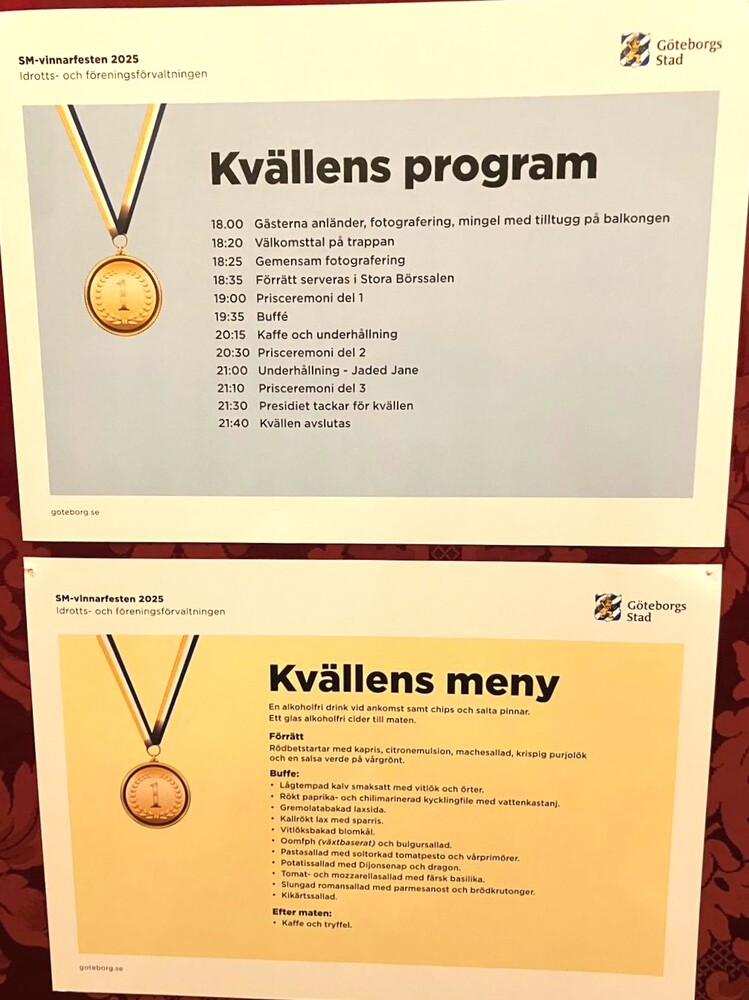 SM-vinnarfesten 2025
Idrotts- och föreningsförvaltningen
Göteborgs
Stad
1
Kvällens program
18.00 Gästerna anländer, fotografering, mingel med tilltugg på balkongen
18:20 Välkomsttal på trappan
18:25 Gemensam fotografering
18:35 Förrätt serveras i Stora Börssalen
19:00 Prisceremoni del 1
19:35 Buffé
20:15 Kaffe och underhållning
20:30 Prisceremoni del 2
21:00 Underhållning - Jaded Jane
21:10 Prisceremoni del 3
21:30 Presidiet tackar för kvällen
21:40 Kvällen avslutas
goteborg.se
SM-vinnarfesten 2025
Idrotts- och föreningsförvaltningen
Göteborgs
Stad
1
Kvällens meny
En alkoholfri drink vid ankomst samt chips och salta pinnar.
Ett glas alkoholfri cider till maten.
Förrätt
Rödbetstartar med kapris, citronemulsion, machesallad, krispig purjolök
och en salsa verde på vårgrönt.
Buffe:
• Lågtempad kalv smaksatt med vitlök och örter.
• Rökt paprika- och chilimarinerad kycklingfile med vattenkastanj.
• Gremolatabakad laxsida.
• Kallrökt lax med sparris.
• Vitlöksbakad blomkål.
• Oomfph (växtbaserat) och bulgursallad.
• Pastasallad med soltorkad tomatpesto och vårprimörer.
• Potatissallad med Dijonsenap och dragon.
• Tomat- och mozzarellasallad med färsk basilika.
• Slungad romansallad med parmesanost och brödkrutonger.
• Kikärtssallad.
Efter maten:
• Kaffe och tryffel.
goteborg.se